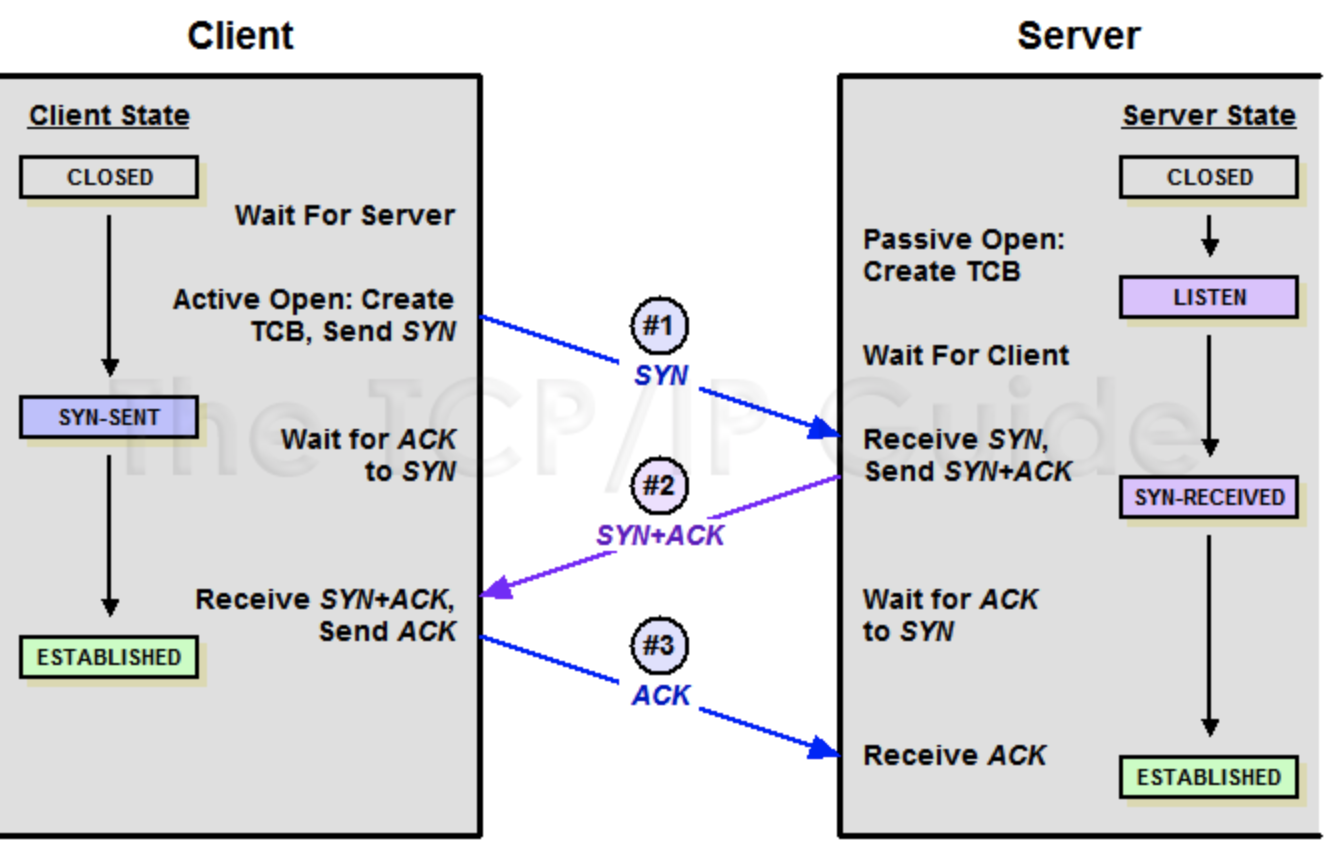 Client
Server
Client State
CLOSED
Wait For Server
Active Open: Create
TCB, Send SYN
SYN-SENT
Wait for ACK
to SYN
Receive SYN+ACK,
Send ACK
ESTABLISHED
#1
SYN
#2
SYN+ACK
#3
ACK
Server State
CLOSED
Passive Open:
Create TCB
LISTEN
Wait For Client
Receive SYN,
Send SYN+ACK
SYN-RECEIVED
Wait for ACK
to SYN
Receive ACK
ESTABLISHED
The TCP/IP Guide